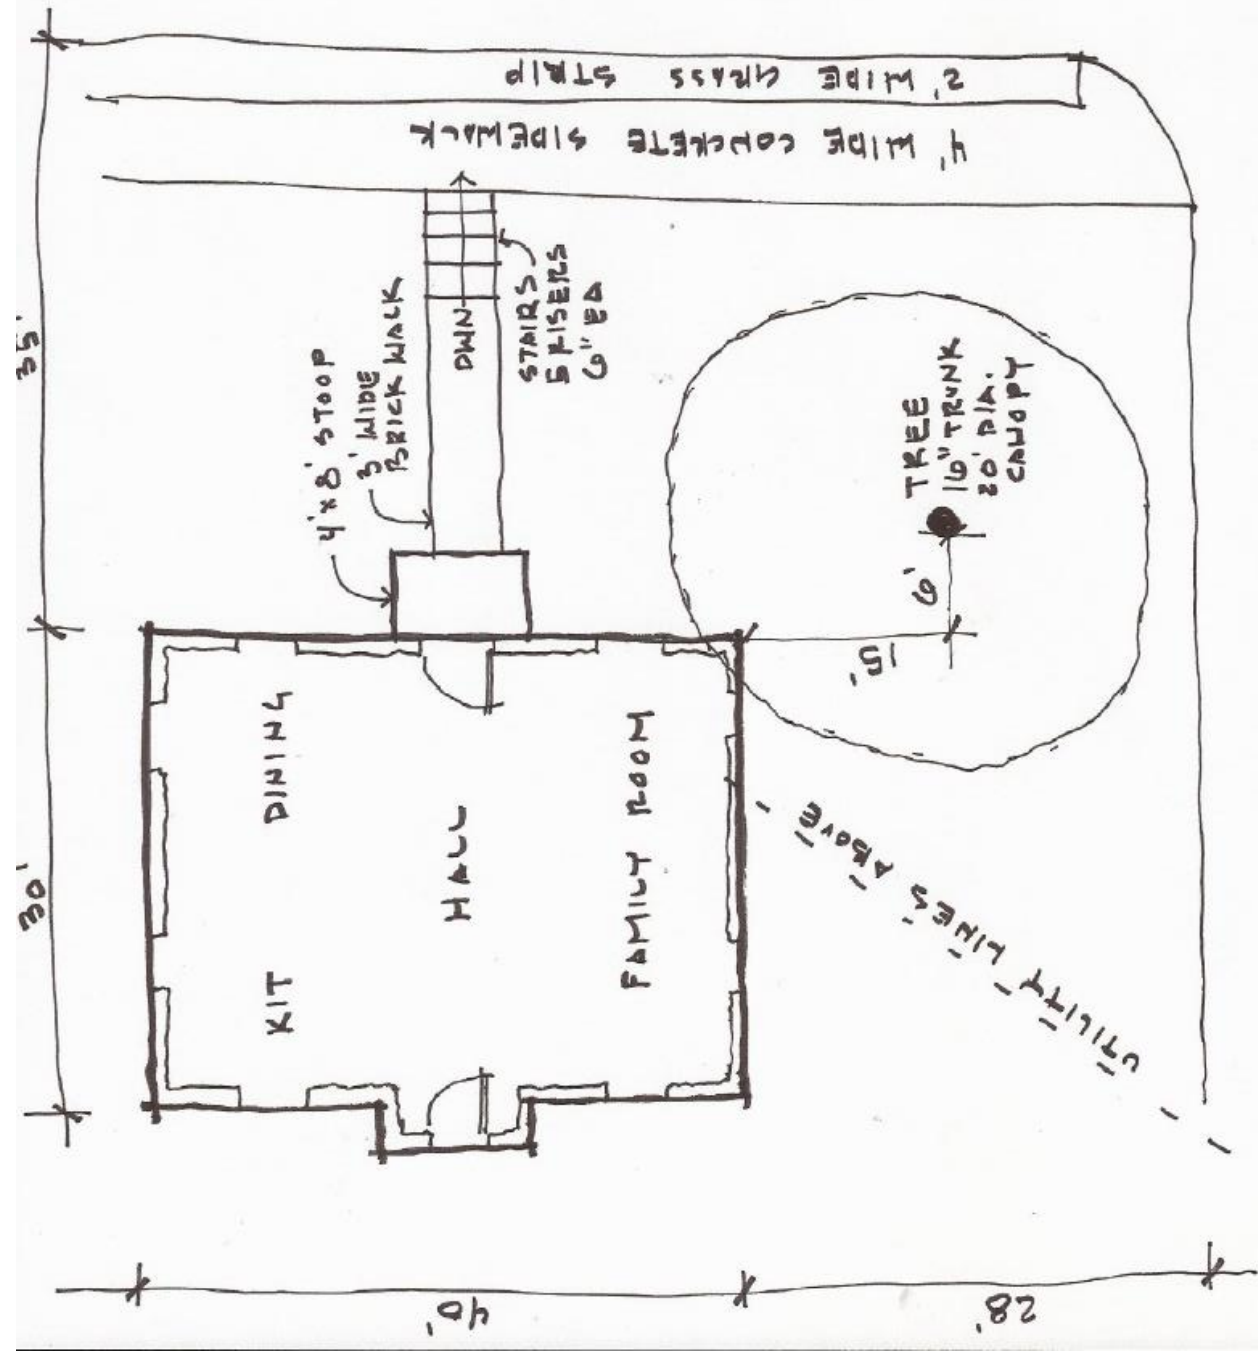 2' WIDE GRASS STRIP
4' WIDE CONCRETE SIDEWALK
35'
STAIRS
5 RISERS
6" EA
DWN
4'x8' STOOP
3' WIDE
BRICK WALK
TREE
16" TRUNK
20' DIA.
CANOPY
6'
15'
DINING
HALL
FAMILY ROOM
KIT
30'
UTILITY LINES ABOVE
40'
28'